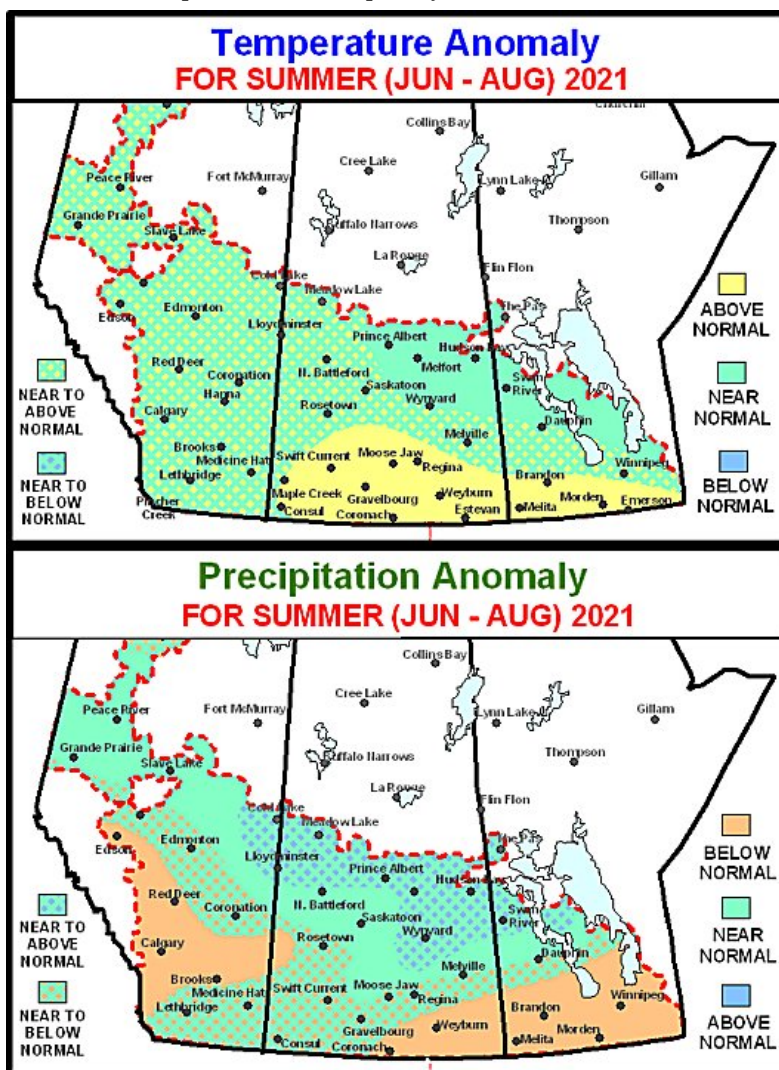 Temperature Anomaly
FOR SUMMER (JUN - AUG) 2021
Collins Bay
Cree Lake
Peace River
Fort McMurray
Lynn Lake
Gillam
Grande Prairie
Buffalo Narrows
Thompson
Slave Lake
La Ronge
Flin Flon
Cold Lake
Meadow Lake
The Pas
Edson
Edmonton
Lloydminster
Prince Albert
Hudson Bay
Melfort
Red Deer
Coronation
N. Battleford
Saskatoon
Swan
River
Hanna
Rosetown
Wynyard
Calgary
Dauphin
Brooks
Melville
Medicine Hat
Swift Current
Moose Jaw
Regina
Winnipeg
Lethbridge
Brandon
Maple Creek
Weyburn
Morden
Pincher
Creek
Gravelbourg
Emerson
Consul
Coronach
Estevan
Melita
NEAR TO
ABOVE
NORMAL
NEAR TO
BELOW
NORMAL
ABOVE
NORMAL
NEAR
NORMAL
BELOW
NORMAL
Precipitation Anomaly
FOR SUMMER (JUN - AUG) 2021
Collins Bay
Cree Lake
Peace River
Fort McMurray
Lynn Lake
Gillam
Grande Prairie
Buffalo Narrows
Thompson
Slave Lake
La Ronge
Flin Flon
Cold Lake
Meadow Lake
The Pas
Edson
Edmonton
Lloydminster
Prince Albert
Hudson Bay
Red Deer
N. Battleford
Coronation
Saskatoon
Swan
River
Rosetown
Wynyard
Calgary
Dauphin
Brooks
Melville
Medicine Hat
Swift Current
Moose Jaw
Regina
Winnipeg
Lethbridge
Brandon
Gravelbourg
Weyburn
Consul
Coronach
Melita
Morden
NEAR TO
ABOVE
NORMAL
NEAR TO
BELOW
NORMAL
BELOW
NORMAL
NEAR
NORMAL
ABOVE
NORMAL